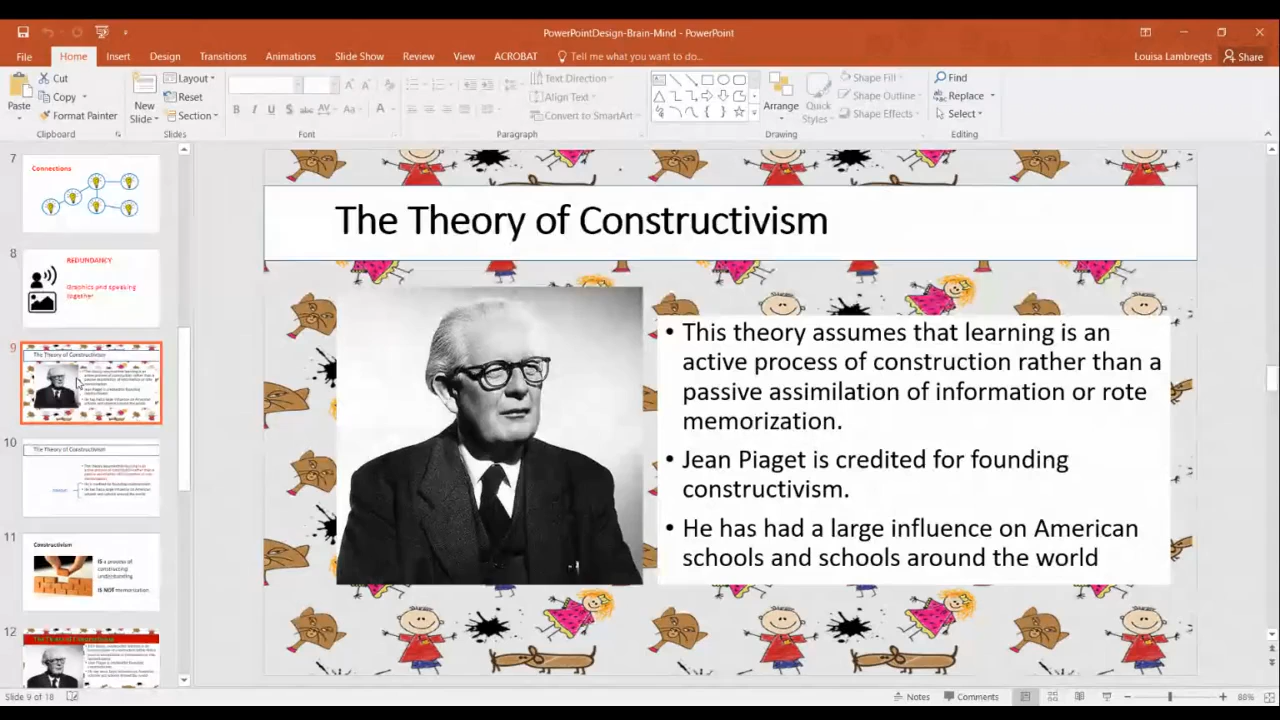 PowerPointDesign-Brain-Mind - PowerPoint
File Home Insert Design Transitions Animations Slide Show Review View ACROBAT Tell me what you want to do... Louisa Lambregts Share
Paste
Cut
Copy
Format Painter
Clipboard
New Slide
Layout
Reset
Section
Slides
B I U S abc AV Aa A
Font
Text Direction
Align Text
Convert to SmartArt
Paragraph
Arrange
Quick Styles
Shape Fill
Shape Outline
Shape Effects
Drawing
Find
Replace
Select
Editing
7
Connections
8
REDUNDANCY
Graphics and speaking
together
9
The Theory of Constructivism
10
The Theory of Constructivism
11
Constructivism
IS a process of
constructing
understanding
IS NOT memorization
12
The Theory of Constructivism
The Theory of Constructivism
• This theory assumes that learning is an
active process of construction rather than a
passive assimilation of information or rote
memorization.
• Jean Piaget is credited for founding
constructivism.
• He has had a large influence on American
schools and schools around the world
Slide 9 of 18
Notes
Comments
88%